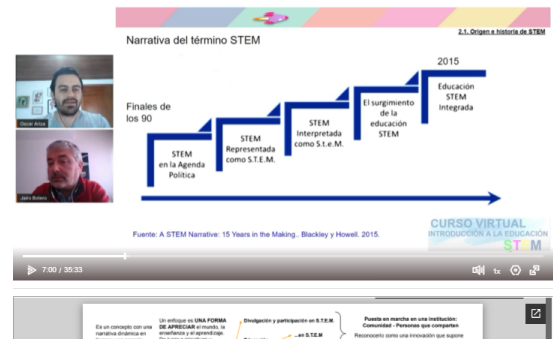 2.1. Origen e historia de STEM
Narrativa del término STEM
2015
Educación
STEM
Integrada
El surgimiento
de la
educación
STEM
STEM
Interpretada
como S.t.e.M.
STEM
Representada
como S.T.E.M.
STEM
en la Agenda
Política
Finales de
los 90
Oscar Ariza
Jairo Botero
Fuente: A STEM Narrative: 15 Years in the Making.. Blackley y Howell. 2015.
CURSO VIRTUAL
INTRODUCCIÓN A LA EDUCACIÓN
STEM
7:00 / 35:33
1x
Es un concepto con una
narrativa dinámica en
Un enfoque es UNA FORMA
DE APRECIAR el mundo, la
enseñanza y el aprendizaje.
Divulgación y participación en S.T.E.M.
...en S.T.E.M
Puesta en marcha en una institución:
Comunidad - Personas que comparten
Reconocerlo como una innovación que supone